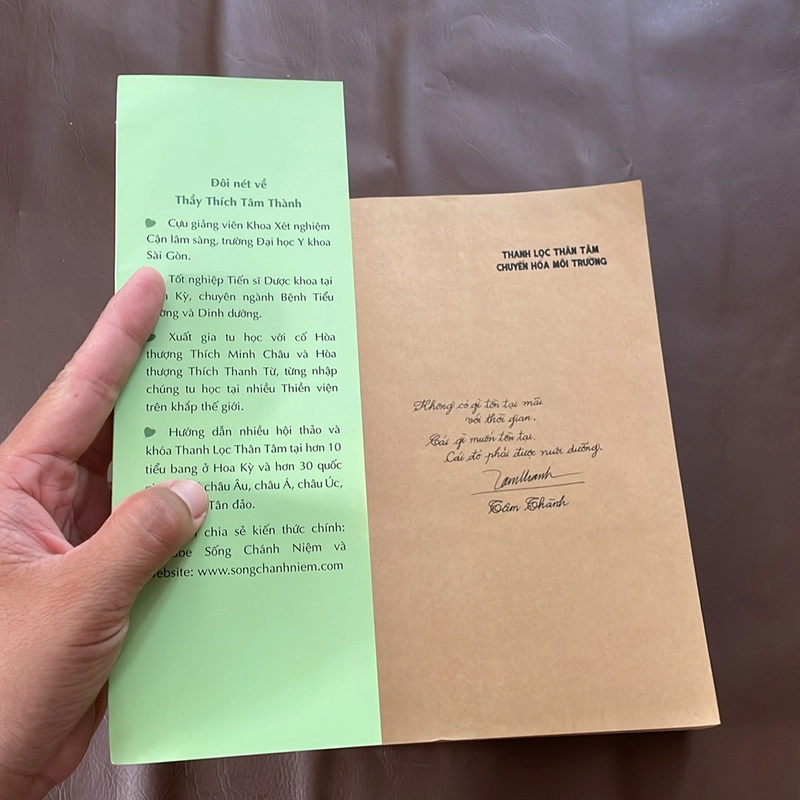 Đôi nét về
Thầy Thích Tâm Thành
Cựu giảng viên Khoa Xét nghiệm
Cận lâm sàng, trường Đại học Y khoa
Sài Gòn.
Tốt nghiệp Tiến sĩ Dược khoa tại
Kỳ, chuyên ngành Bệnh Tiểu
và Dinh dưỡng.
Xuất gia tu học với cố Hòa
thượng Thích Minh Châu và Hòa
thượng Thích Thanh Từ, từng nhập
chúng tu học tại nhiều Thiền viện
trên khắp thế giới.
Hướng dẫn nhiều hội thảo và
khóa Thanh Lọc Thân Tâm tại hơn 10
tiểu bang ở Hoa Kỳ và hơn 30 quốc
châu Âu, châu Á, châu Úc,
Tân đảo.
chia sẻ kiến thức chính:
Sống Chánh Niệm và
www.songchanhniem.com
THANH LỌC THÂN TÂM
CHUYỂN HÓA MÔI TRƯỜNG
Không có gì tồn tại mãi
với thời gian.
Cái gì muốn tồn tại,
Cái đó phải được nuôi dưỡng.
Tamthanh
Tâm Thành